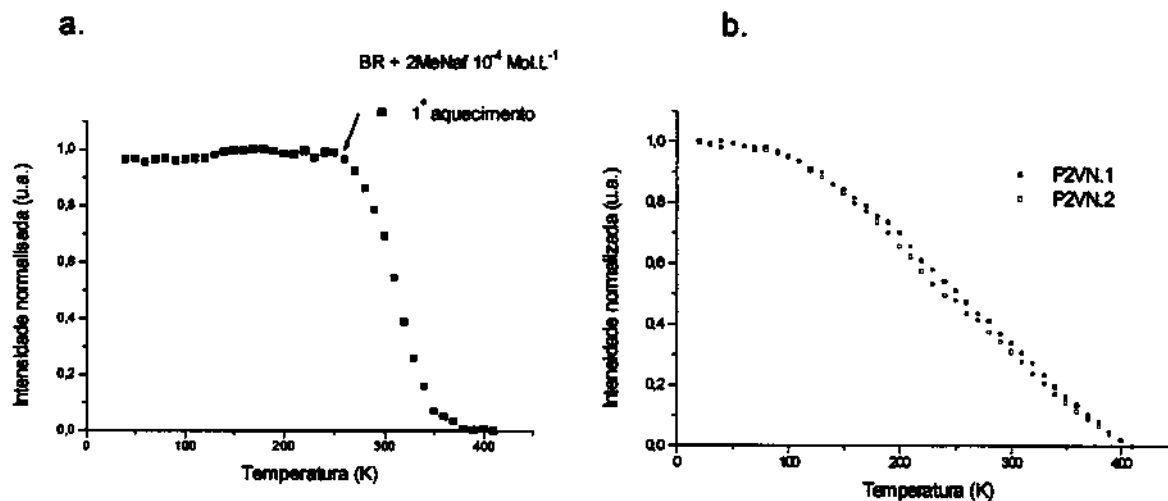 a.
BR + 2MeNaf 10⁻⁴ Mol.L⁻¹
1ª aquecimento
Intensidade normalisada (u.a.)
1,0
0,8
0,6
0,4
0,2
0,0
0
100
200
300
400
Temperatura (K)
b.
P2VN.1
P2VN.2
Intensidade normalizada (u.a.)
1,0
0,8
0,6
0,4
0,2
0,0
0
100
200
300
400
Temperatura (K)